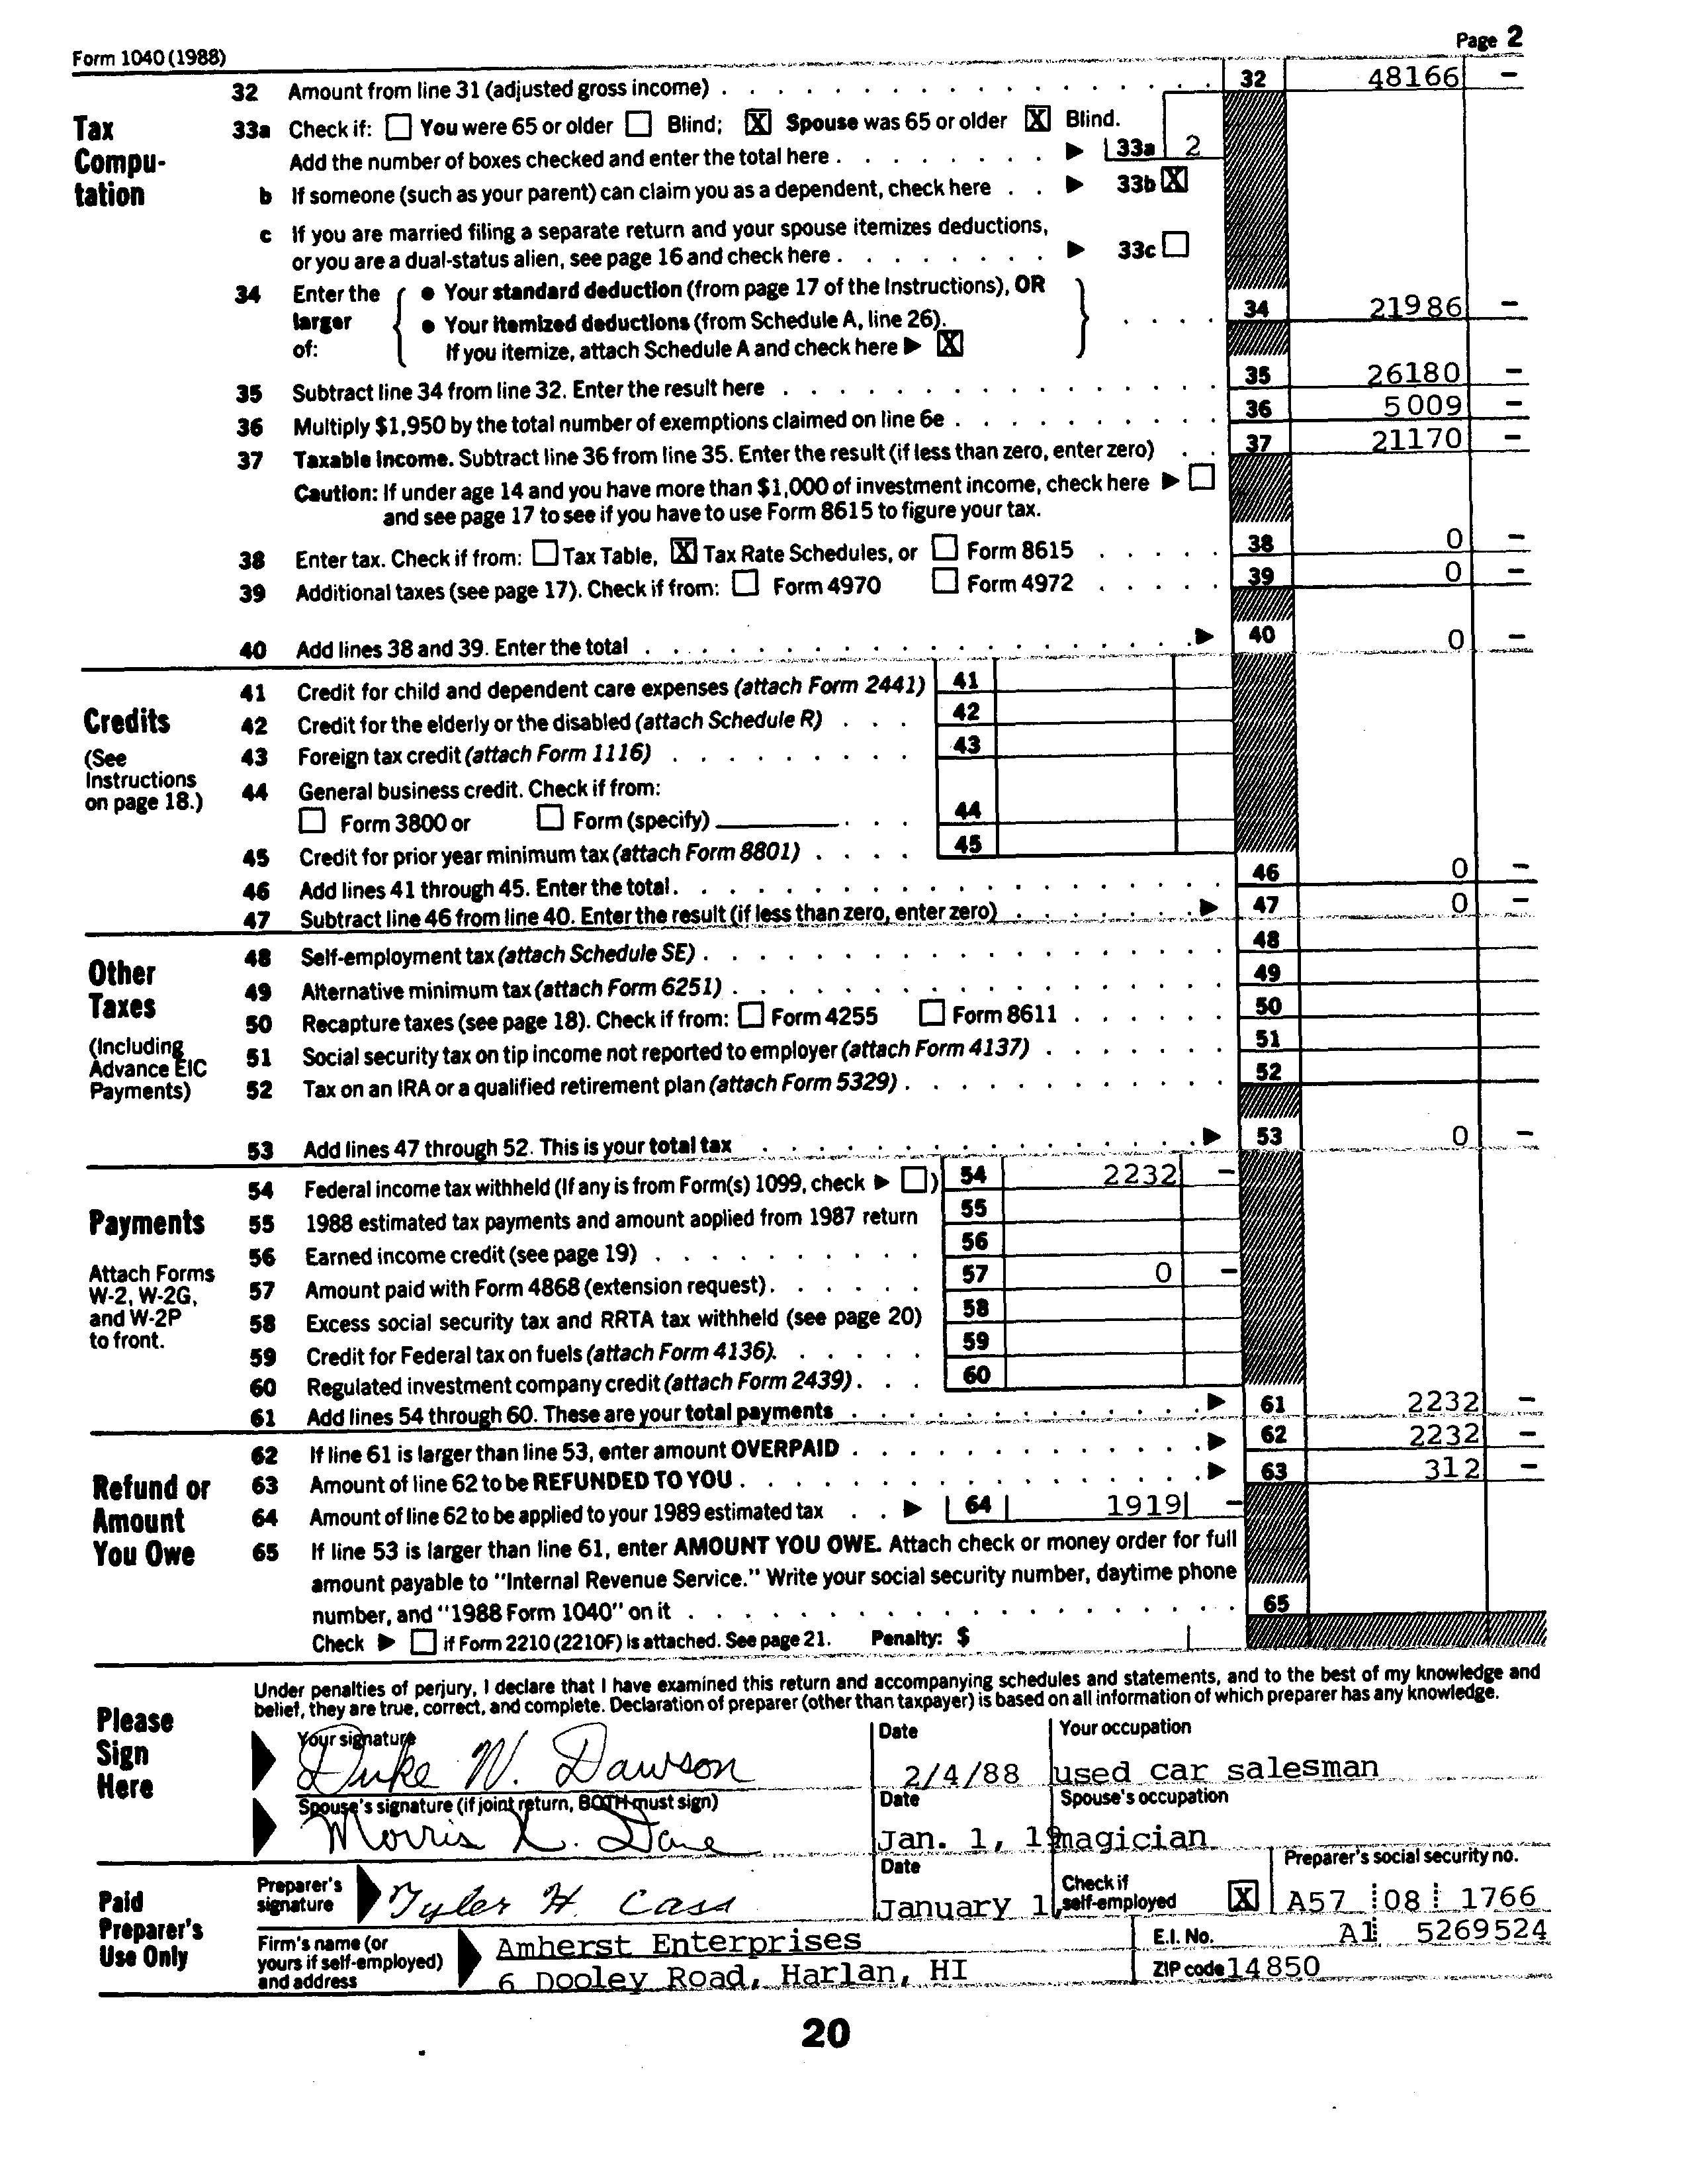 Form 1040 (1988) Page 2
32 Amount from line 31 (adjusted gross income) . . . . 32 48166 –
Tax Computation
33a Check if: ☐ You were 65 or older ☐ Blind; ☒ Spouse was 65 or older ☒ Blind.
Add the number of boxes checked and enter the total here . . . . ▶ 33a 2
b If someone (such as your parent) can claim you as a dependent, check here . . ▶ 33b ☒
c If you are married filing a separate return and your spouse itemizes deductions,
or you are a dual-status alien, see page 16 and check here . . . . ▶ 33c ☐
34 Enter the larger of:
● Your standard deduction (from page 17 of the Instructions), OR
● Your itemized deductions (from Schedule A, line 26).
If you itemize, attach Schedule A and check here ▶ ☒
34 21986 –
35 Subtract line 34 from line 32. Enter the result here . . . . 35 26180 –
36 Multiply $1,950 by the total number of exemptions claimed on line 6e . . . . 36 5009 –
37 Taxable income. Subtract line 36 from line 35. Enter the result (if less than zero, enter zero) . . 37 21170 –
Caution: If under age 14 and you have more than $1,000 of investment income, check here ▶ ☐
and see page 17 to see if you have to use Form 8615 to figure your tax.
38 Enter tax. Check if from: ☐ Tax Table, ☒ Tax Rate Schedules, or ☐ Form 8615 . . . . 38 0 –
39 Additional taxes (see page 17). Check if from: ☐ Form 4970 ☐ Form 4972 . . . . 39 0 –
40 Add lines 38 and 39. Enter the total . . . . ▶ 40 0 –
Credits
(See Instructions on page 18.)
41 Credit for child and dependent care expenses (attach Form 2441) 41
42 Credit for the elderly or the disabled (attach Schedule R) . . . 42
43 Foreign tax credit (attach Form 1116) . . . . 43
44 General business credit. Check if from:
☐ Form 3800 or ☐ Form (specify) ______ . . . 44
45 Credit for prior year minimum tax (attach Form 8801) . . . . 45
46 Add lines 41 through 45. Enter the total . . . . 46 0 –
47 Subtract line 46 from line 40. Enter the result (if less than zero, enter zero) . . . . ▶ 47 0 –
Other Taxes
(Including Advance EIC Payments)
48 Self-employment tax (attach Schedule SE) . . . . 48
49 Alternative minimum tax (attach Form 6251) . . . . 49
50 Recapture taxes (see page 18). Check if from: ☐ Form 4255 ☐ Form 8611 . . . . 50
51 Social security tax on tip income not reported to employer (attach Form 4137) . . . . 51
52 Tax on an IRA or a qualified retirement plan (attach Form 5329) . . . . 52
53 Add lines 47 through 52. This is your total tax . . . . ▶ 53 0 –
Payments
Attach Forms W-2, W-2G, and W-2P to front.
54 Federal income tax withheld (If any is from Form(s) 1099, check ▶ ☐) 54 2232 –
55 1988 estimated tax payments and amount applied from 1987 return 55
56 Earned income credit (see page 19) . . . . 56
57 Amount paid with Form 4868 (extension request) . . . . 57 0 –
58 Excess social security tax and RRTA tax withheld (see page 20) 58
59 Credit for Federal tax on fuels (attach Form 4136). . . . 59
60 Regulated investment company credit (attach Form 2439) . . . 60
61 Add lines 54 through 60. These are your total payments . . . . ▶ 61 2232 –
Refund or Amount You Owe
62 If line 61 is larger than line 53, enter amount OVERPAID . . . . ▶ 62 2232 –
63 Amount of line 62 to be REFUNDED TO YOU . . . . ▶ 63 312 –
64 Amount of line 62 to be applied to your 1989 estimated tax . . ▶ 64 1919 –
65 If line 53 is larger than line 61, enter AMOUNT YOU OWE. Attach check or money order for full
amount payable to "Internal Revenue Service." Write your social security number, daytime phone
number, and "1988 Form 1040" on it . . . . 65
Check ▶ ☐ if Form 2210 (2210F) is attached. See page 21. Penalty: $
Please Sign Here
Under penalties of perjury, I declare that I have examined this return and accompanying schedules and statements, and to the best of my knowledge and
belief, they are true, correct, and complete. Declaration of preparer (other than taxpayer) is based on all information of which preparer has any knowledge.
Your signature Date Your occupation
Duke W. Dawson 2/4/88 used car salesman
Spouse's signature (if joint return, BOTH must sign) Date Spouse's occupation
Morris L. Dane Jan. 1, 19 magician
Paid Preparer's Use Only
Preparer's signature Date Check if self-employed ☒ Preparer's social security no.
Tyler H. Cass January 1 A57 08 1766
Firm's name (or yours if self-employed) and address
Amherst Enterprises E.I. No. A1 5269524
6 Dooley Road, Harlan, HI ZIP code 14850
20